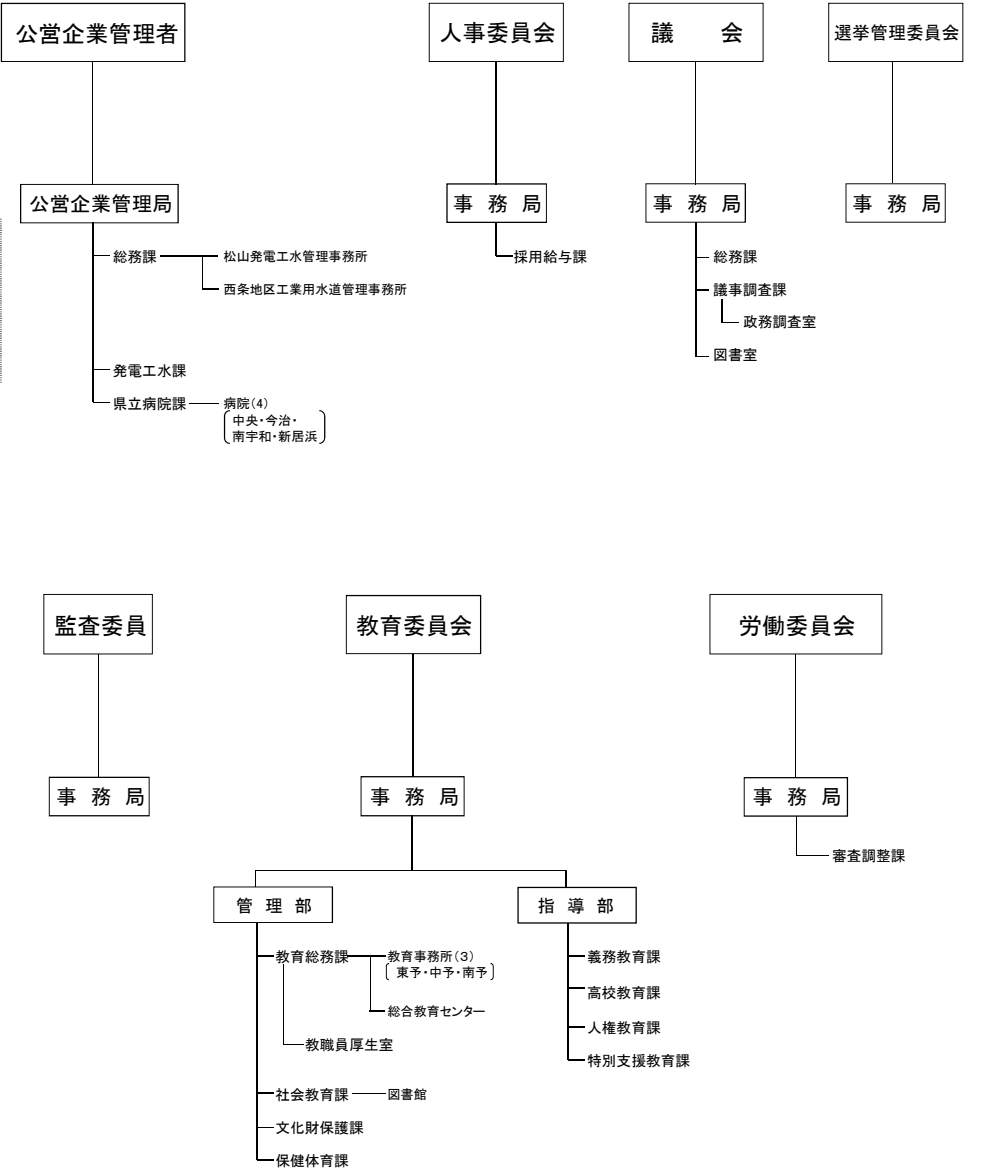 公営企業管理者
人事委員会
議　会
選挙管理委員会
公営企業管理局
事 務 局
事 務 局
事 務 局
総務課
松山発電工水管理事務所
西条地区工業用水道管理事務所
発電工水課
県立病院課
病院(4)
中央・今治・
南宇和・新居浜
採用給与課
総務課
議事調査課
政務調査室
図書室
監査委員
教育委員会
労働委員会
事 務 局
事 務 局
事 務 局
審査調整課
管 理 部
指 導 部
教育総務課
教育事務所(3)
東予・中予・南予
総合教育センター
教職員厚生室
社会教育課
図書館
文化財保護課
保健体育課
義務教育課
高校教育課
人権教育課
特別支援教育課